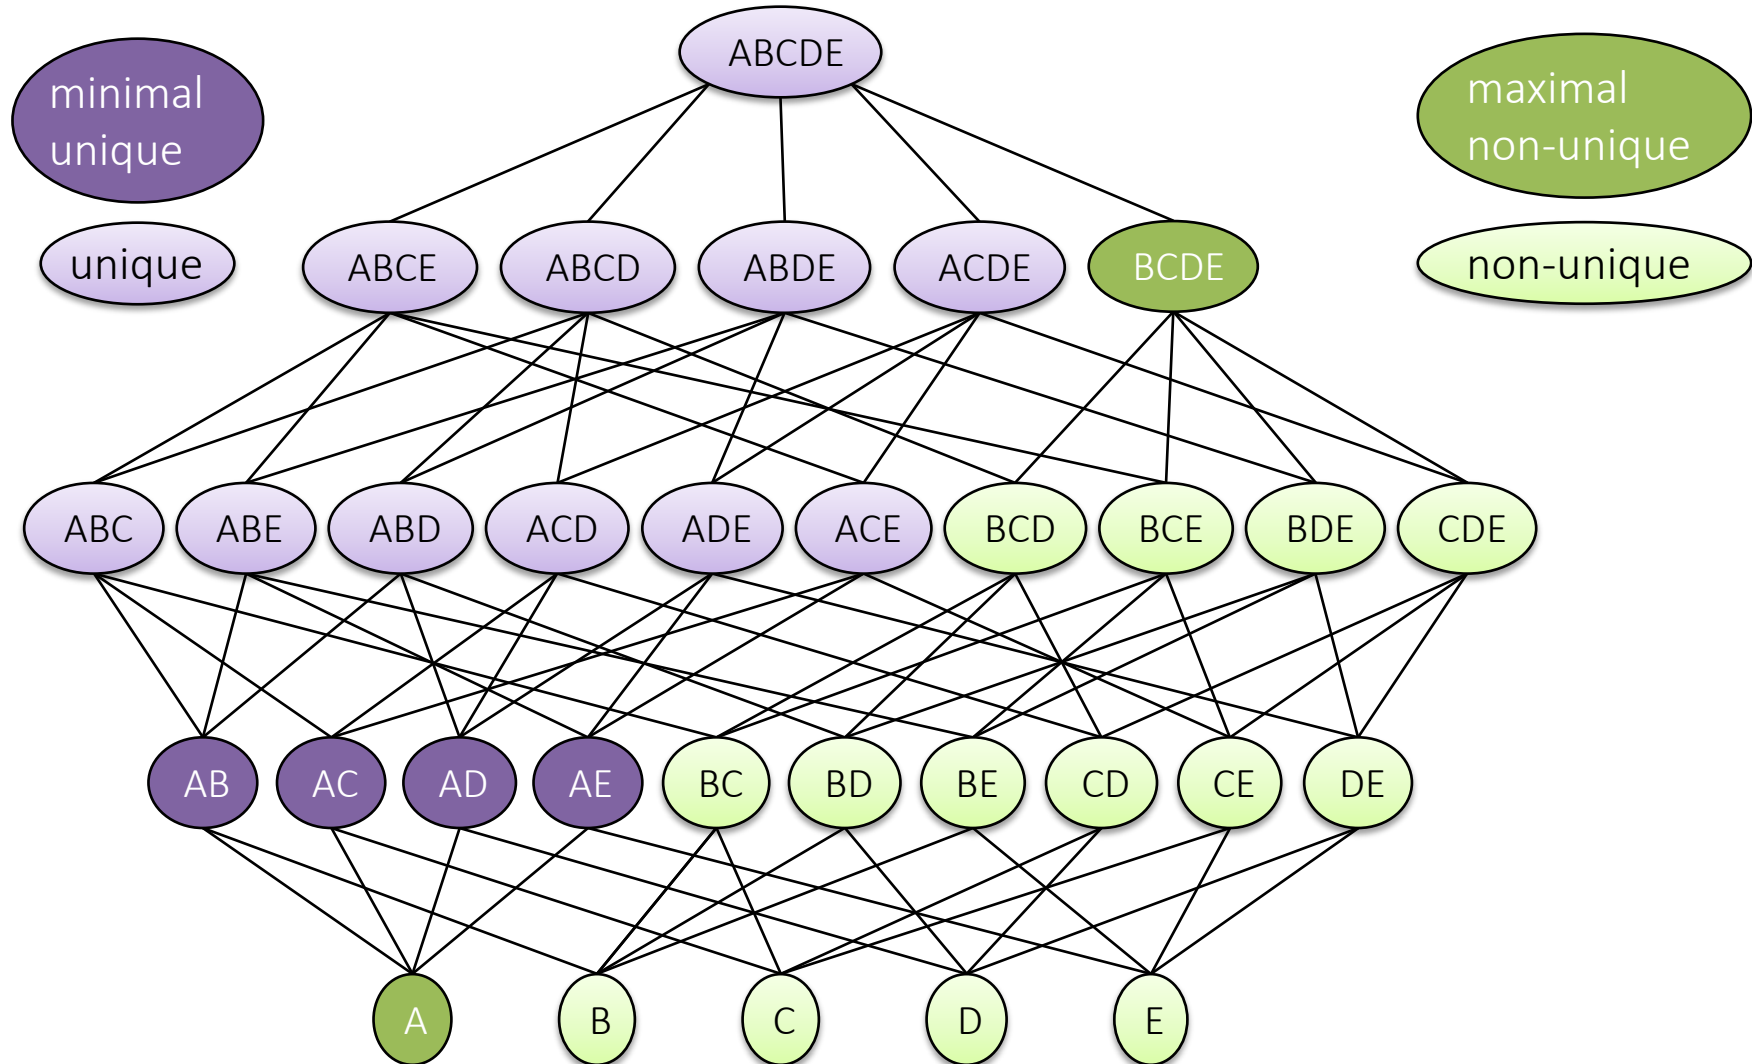 ABCDE
minimal
unique
maximal
non-unique
unique
ABCE
ABCD
ABDE
ACDE
BCDE
non-unique
ABC
ABE
ABD
ACD
ADE
ACE
BCD
BCE
BDE
CDE
AB
AC
AD
AE
BC
BD
BE
CD
CE
DE
A
B
C
D
E